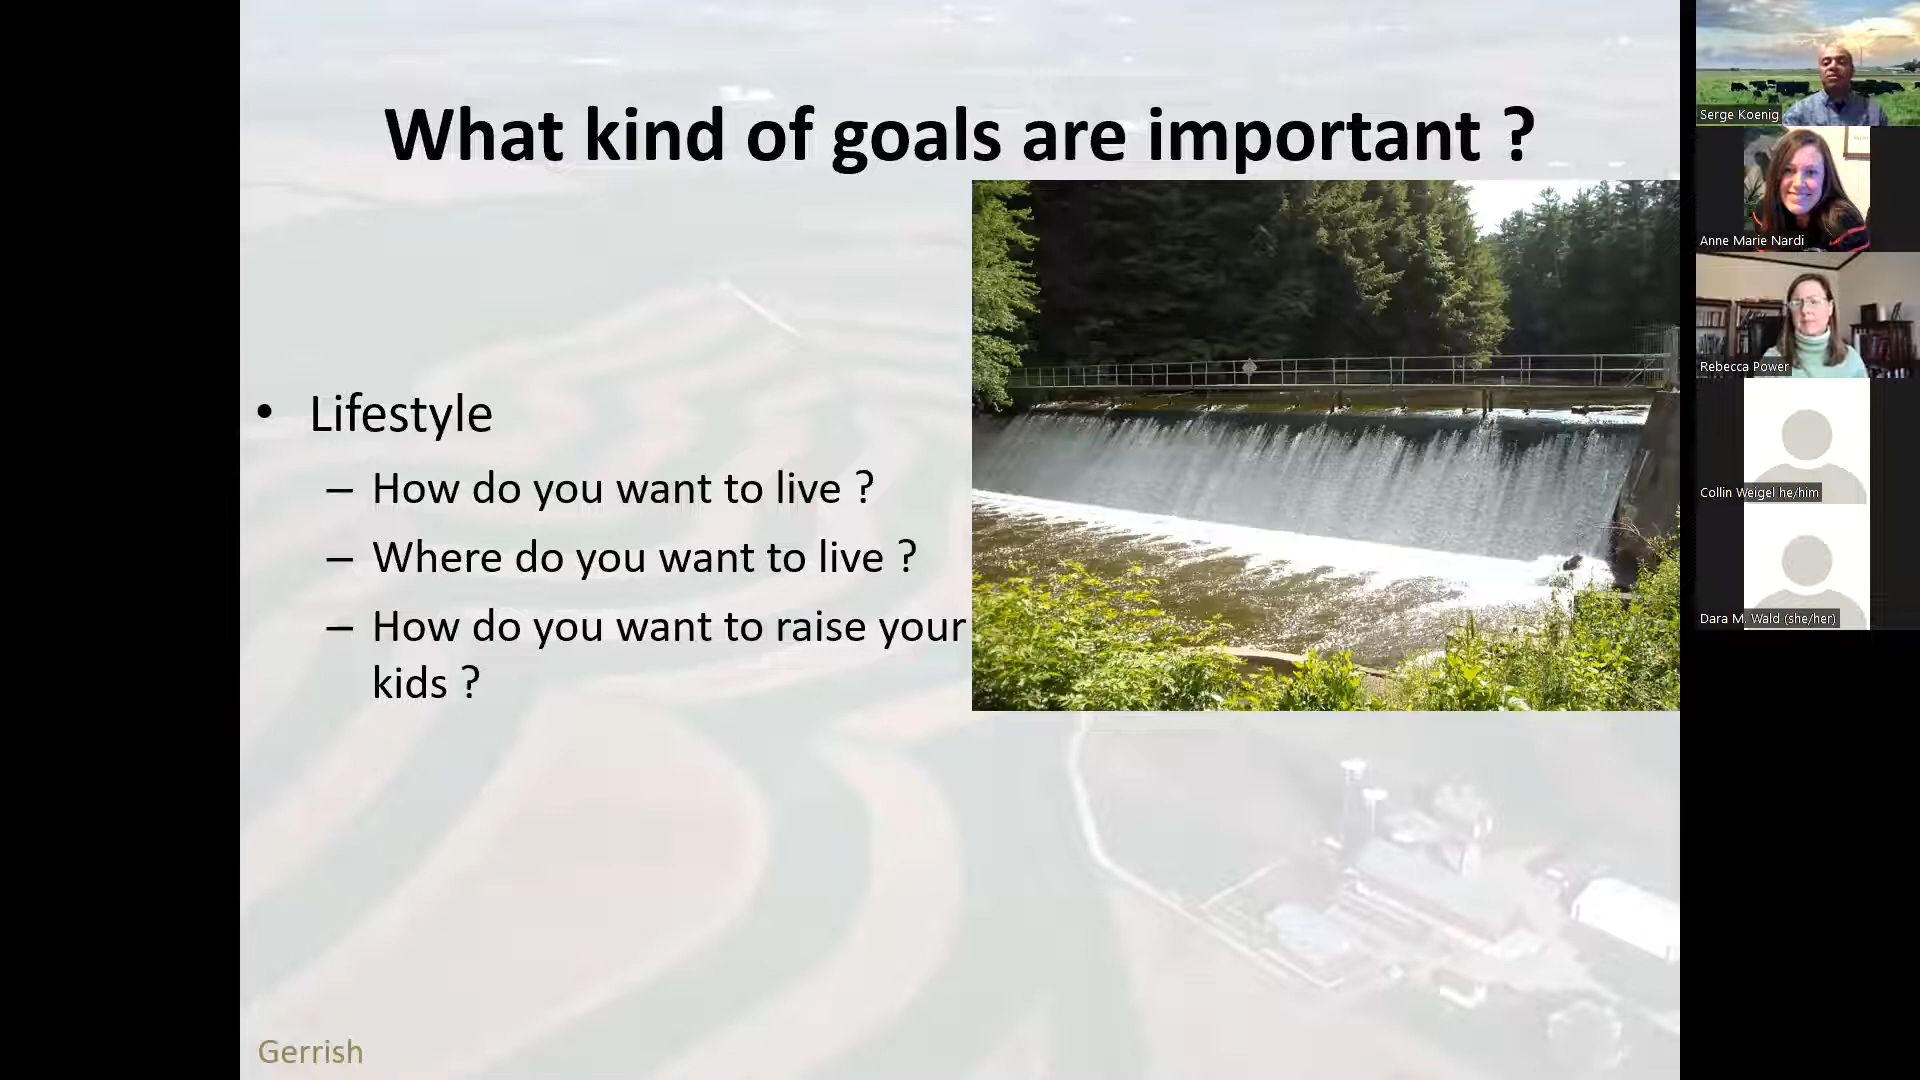 What kind of goals are important ?
• Lifestyle
– How do you want to live ?
– Where do you want to live ?
– How do you want to raise your
kids ?
Gerrish
Serge Koenig
Anne Marie Nardi
Rebecca Power
Collin Weigel he/him
Dara M. Wald (she/her)